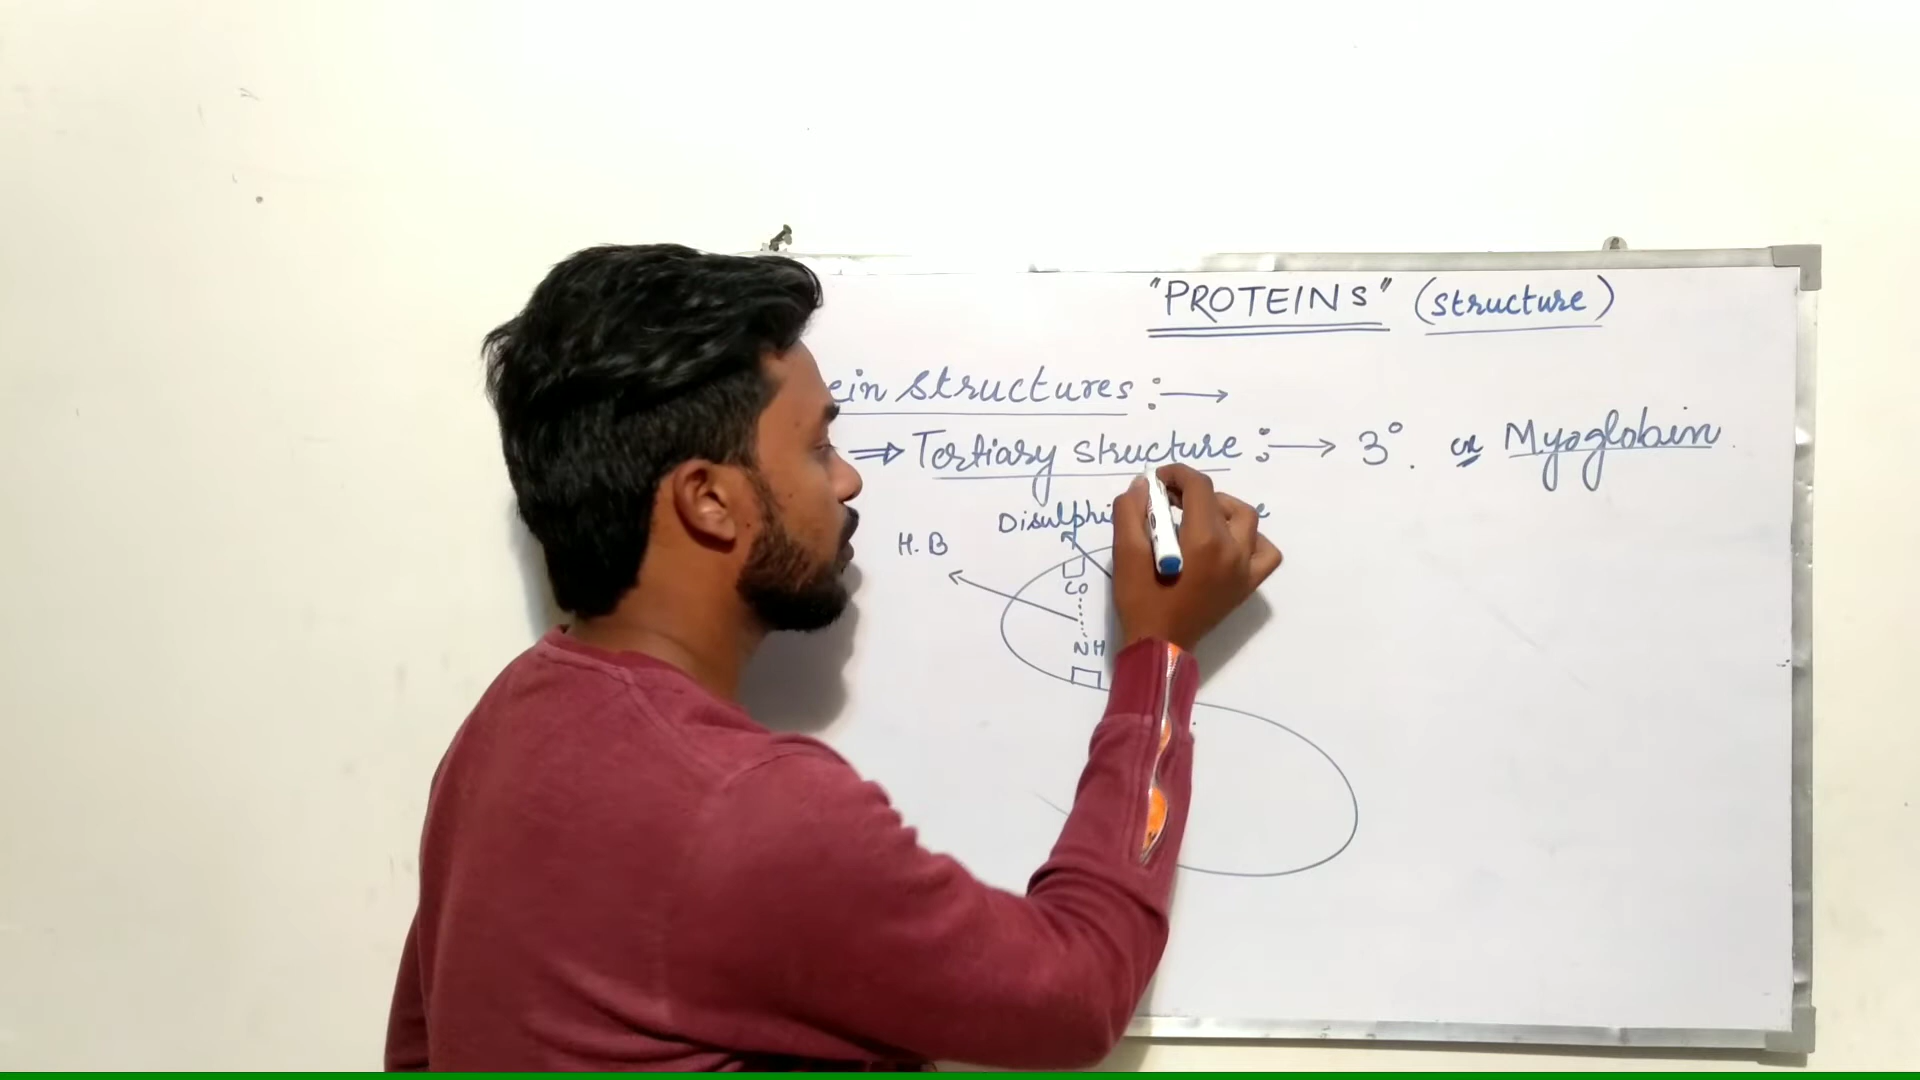 "PROTEINS" (structure)
ein structures :→
⇒ Tertiary structure :→ 3°. or Myoglobin.
Disulphi
H.B
CO
NH